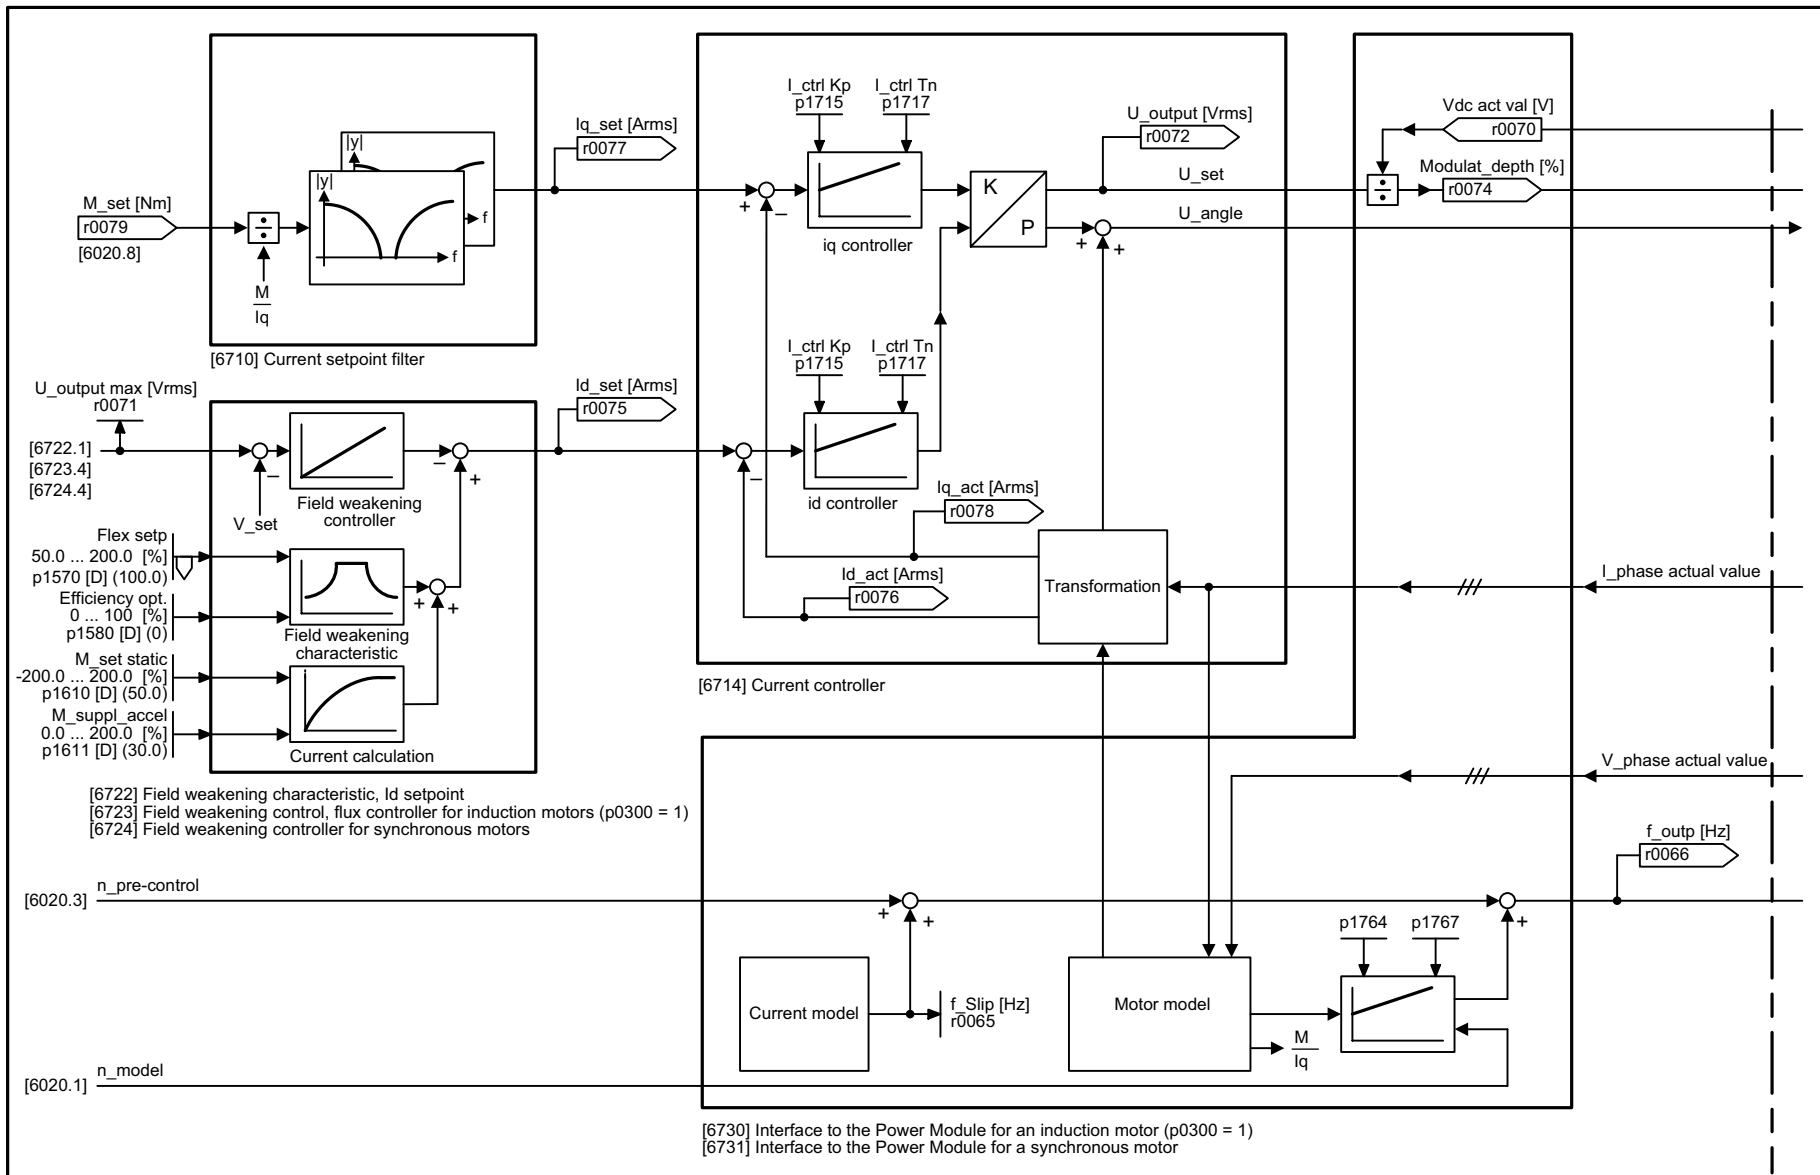 M_set [Nm]
r0079
[6020.8]
|y|
f
|y|
f
M
Iq
[6710] Current setpoint filter
Iq_set [Arms]
r0077
I_ctrl Kp
p1715
I_ctrl Tn
p1717
iq controller
K
P
U_output [Vrms]
r0072
U_set
U_angle
Vdc act val [V]
r0070
Modulat_depth [%]
r0074
+
–
+
+
U_output max [Vrms]
r0071
[6722.1]
[6723.4]
[6724.4]
–
V_set
Field weakening
controller
–
+
Id_set [Arms]
r0075
I_ctrl Kp
p1715
I_ctrl Tn
p1717
–
id controller
Iq_act [Arms]
r0078
Id_act [Arms]
r0076
Transformation
I_phase actual value
[6714] Current controller
Flex setp
50.0 ... 200.0 [%]
p1570 [D] (100.0)
Efficiency opt.
0 ... 100 [%]
p1580 [D] (0)
Field weakening
characteristic
+
+
M_set static
-200.0 ... 200.0 [%]
p1610 [D] (50.0)
M_suppl_accel
0.0 ... 200.0 [%]
p1611 [D] (30.0)
Current calculation
[6722] Field weakening characteristic, Id setpoint
[6723] Field weakening control, flux controller for induction motors (p0300 = 1)
[6724] Field weakening controller for synchronous motors
V_phase actual value
f_outp [Hz]
r0066
[6020.3]
n_pre-control
+
+
+
p1764
p1767
Current model
f_Slip [Hz]
r0065
Motor model
M
Iq
[6020.1]
n_model
[6730] Interface to the Power Module for an induction motor (p0300 = 1)
[6731] Interface to the Power Module for a synchronous motor